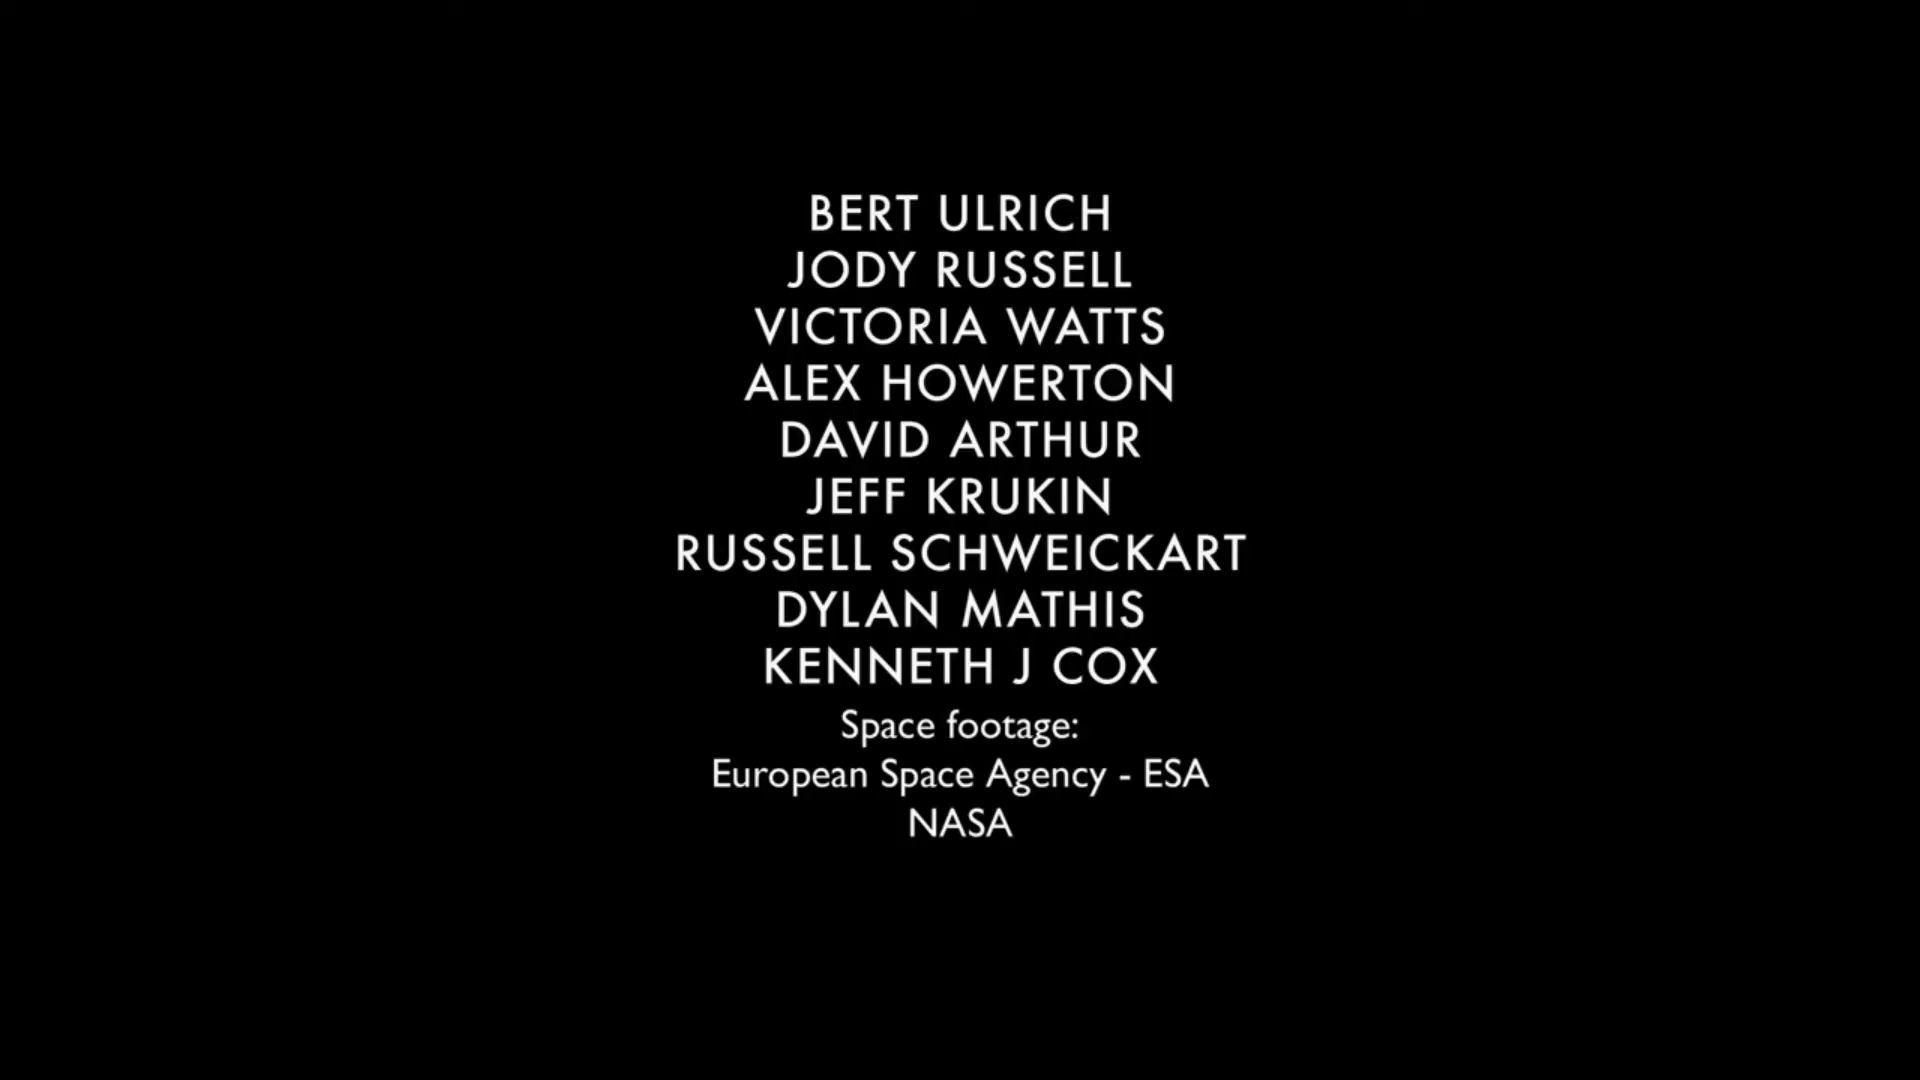 BERT ULRICH
JODY RUSSELL
VICTORIA WATTS
ALEX HOWERTON
DAVID ARTHUR
JEFF KRUKIN
RUSSELL SCHWEICKART
DYLAN MATHIS
KENNETH J COX
Space footage:
European Space Agency - ESA
NASA